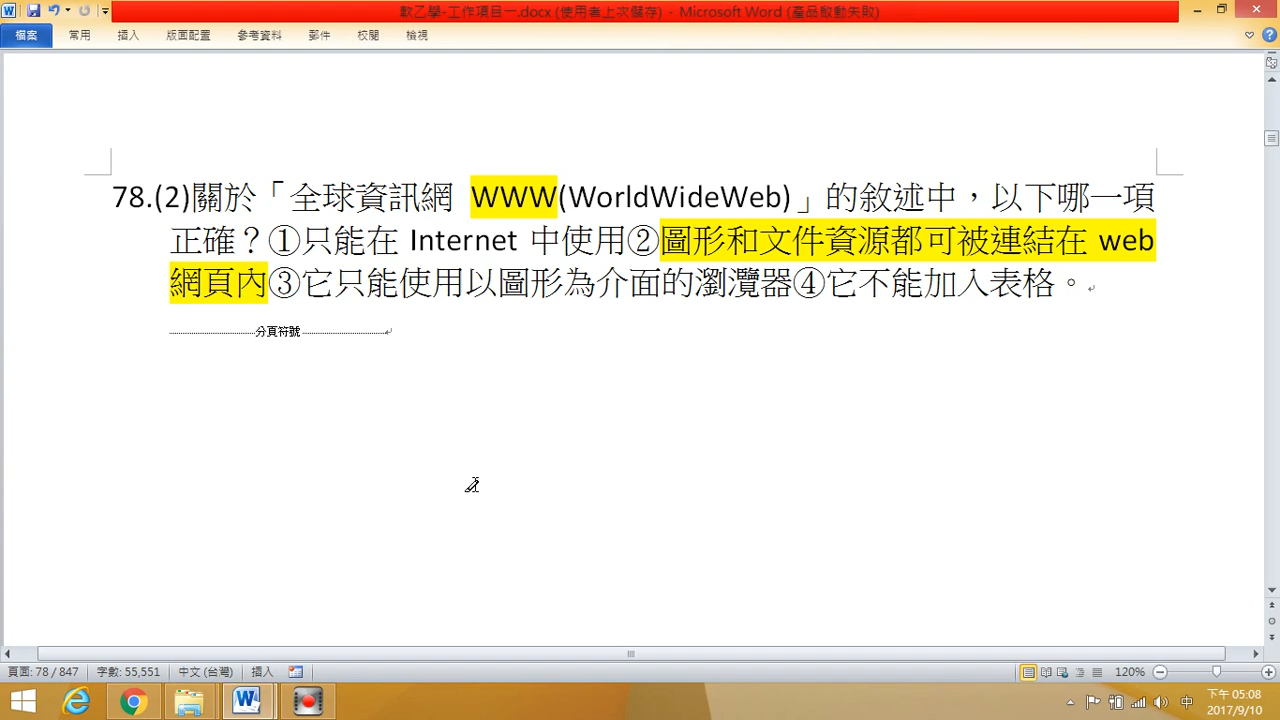 軟乙學-工作項目一.docx (使用者上次儲存) - Microsoft Word (產品啟動失敗)
檔案 常用 插入 版面配置 參考資料 郵件 校閱 檢視
78.(2)關於「全球資訊網 WWW(WorldWideWeb)」的敘述中，以下哪一項
正確？①只能在 Internet 中使用②圖形和文件資源都可被連結在 web
網頁內③它只能使用以圖形為介面的瀏灠器④它不能加入表格。
分頁符號
頁面: 78 / 847 字數: 55,551 中文 (台灣) 插入 120%
中 下午 05:08
2017/9/10